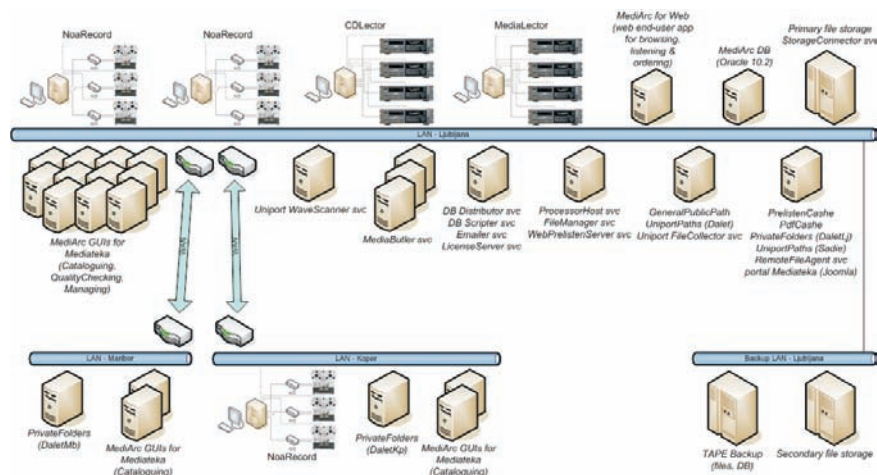 NoaRecord
NoaRecord
CDLector
MediaLector
MediArc for Web
(web end-user app
for browsing,
listening &
ordering)
MediArc DB
(Oracle 10.2)
Primary file storage
StorageConnector svc
LAN - Ljubljana
MediArc GUIs for
Mediateka
(Cataloguing,
QualityChecking,
Managing)
WAN
WAN
Uniport WaveScanner svc
MediaButler svc
DB Distributor svc
DB Scripter svc
Emailer svc
LicenseServer svc
ProcessorHost svc
FileManager svc
WebPrelistenServer svc
GeneralPublicPath
UniportPaths (Dalet)
Uniport FileCollector svc
PrelistenCashe
PdfCashe
PrivateFolders (DaletLj)
UniportPaths (Sadie)
RemoteFileAgent svc
portal Mediateka (Joomla)
LAN - Maribor
LAN - Koper
Backup LAN - Ljubljana
PrivateFolders
(DaletMb)
MediArc GUIs for
Mediateka
(Cataloguing)
NoaRecord
PrivateFolders
(DaletKp)
MediArc GUIs for
Mediateka
(Cataloguing)
TAPE Backup
(files, DB)
Secondary file storage